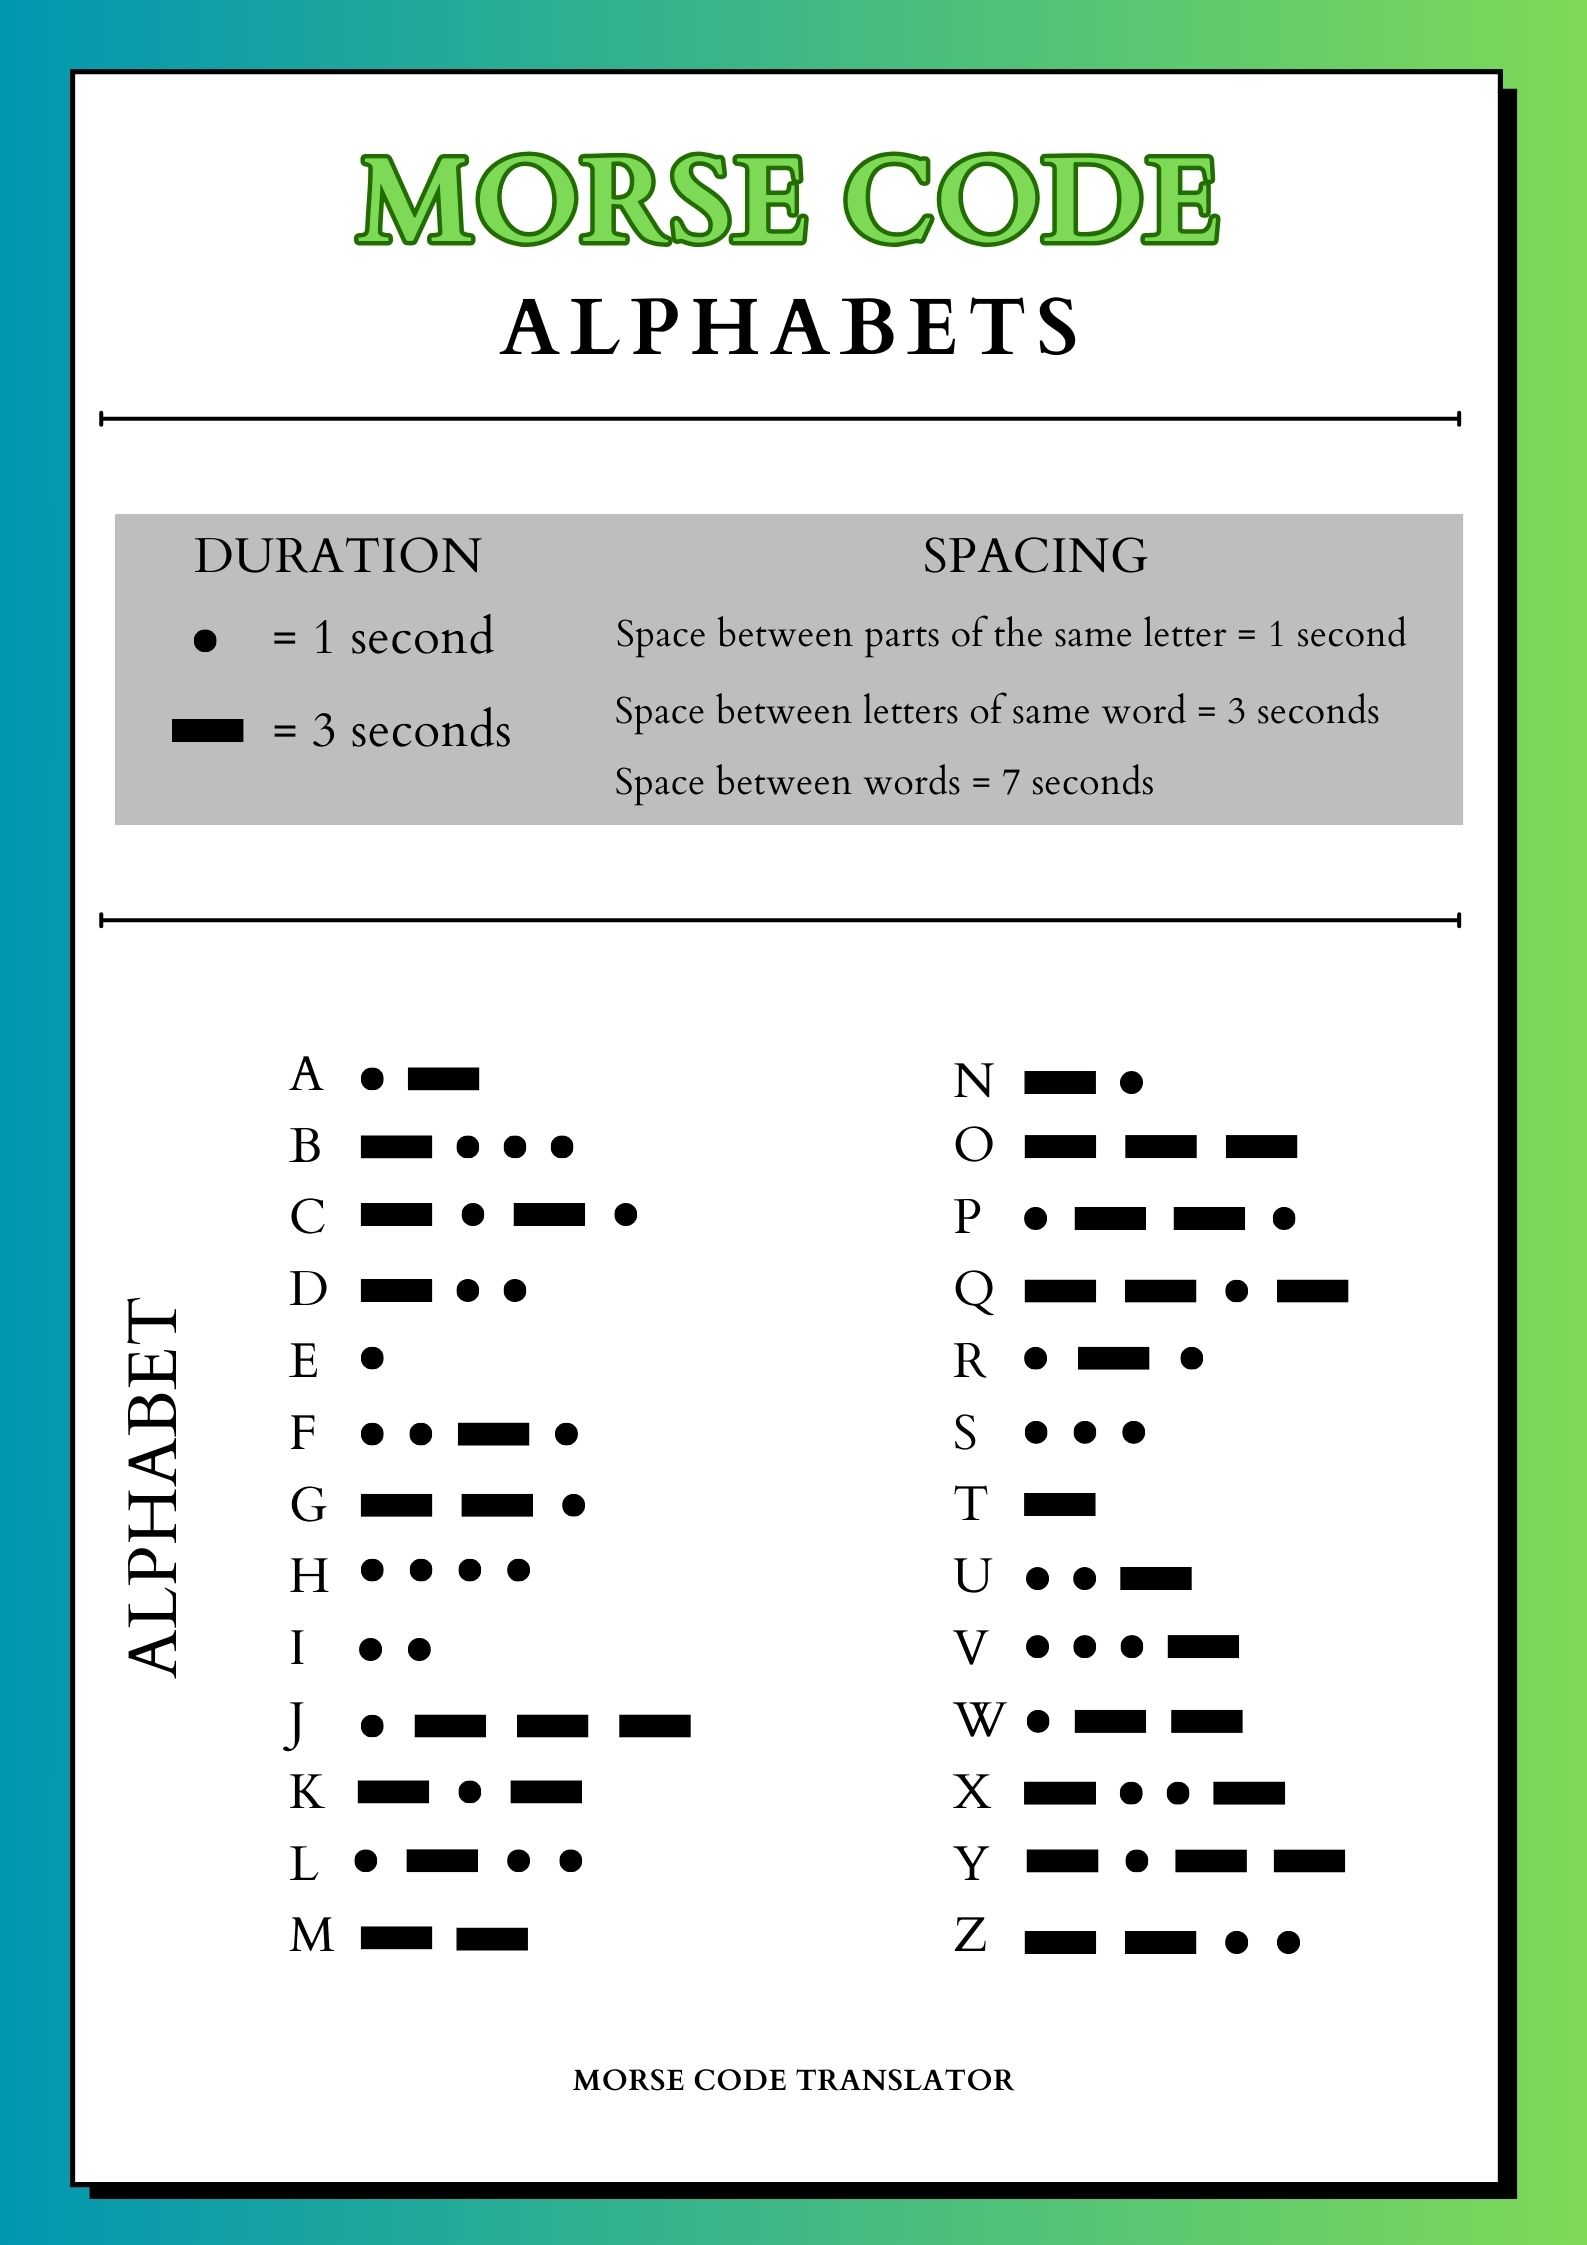 MORSE CODE
ALPHABETS
DURATION
● = 1 second
▬ = 3 seconds
SPACING
Space between parts of the same letter = 1 second
Space between letters of same word = 3 seconds
Space between words = 7 seconds
ALPHABET
A ● ▬
B ▬ ● ● ●
C ▬ ● ▬ ●
D ▬ ● ●
E ●
F ● ● ▬ ●
G ▬ ▬ ●
H ● ● ● ●
I ● ●
J ● ▬ ▬ ▬
K ▬ ● ▬
L ● ▬ ● ●
M ▬ ▬
N ▬ ●
O ▬ ▬ ▬
P ● ▬ ▬ ●
Q ▬ ▬ ● ▬
R ● ▬ ●
S ● ● ●
T ▬
U ● ● ▬
V ● ● ● ▬
W ● ▬ ▬
X ▬ ● ● ▬
Y ▬ ● ▬ ▬
Z ▬ ▬ ● ●
MORSE CODE TRANSLATOR